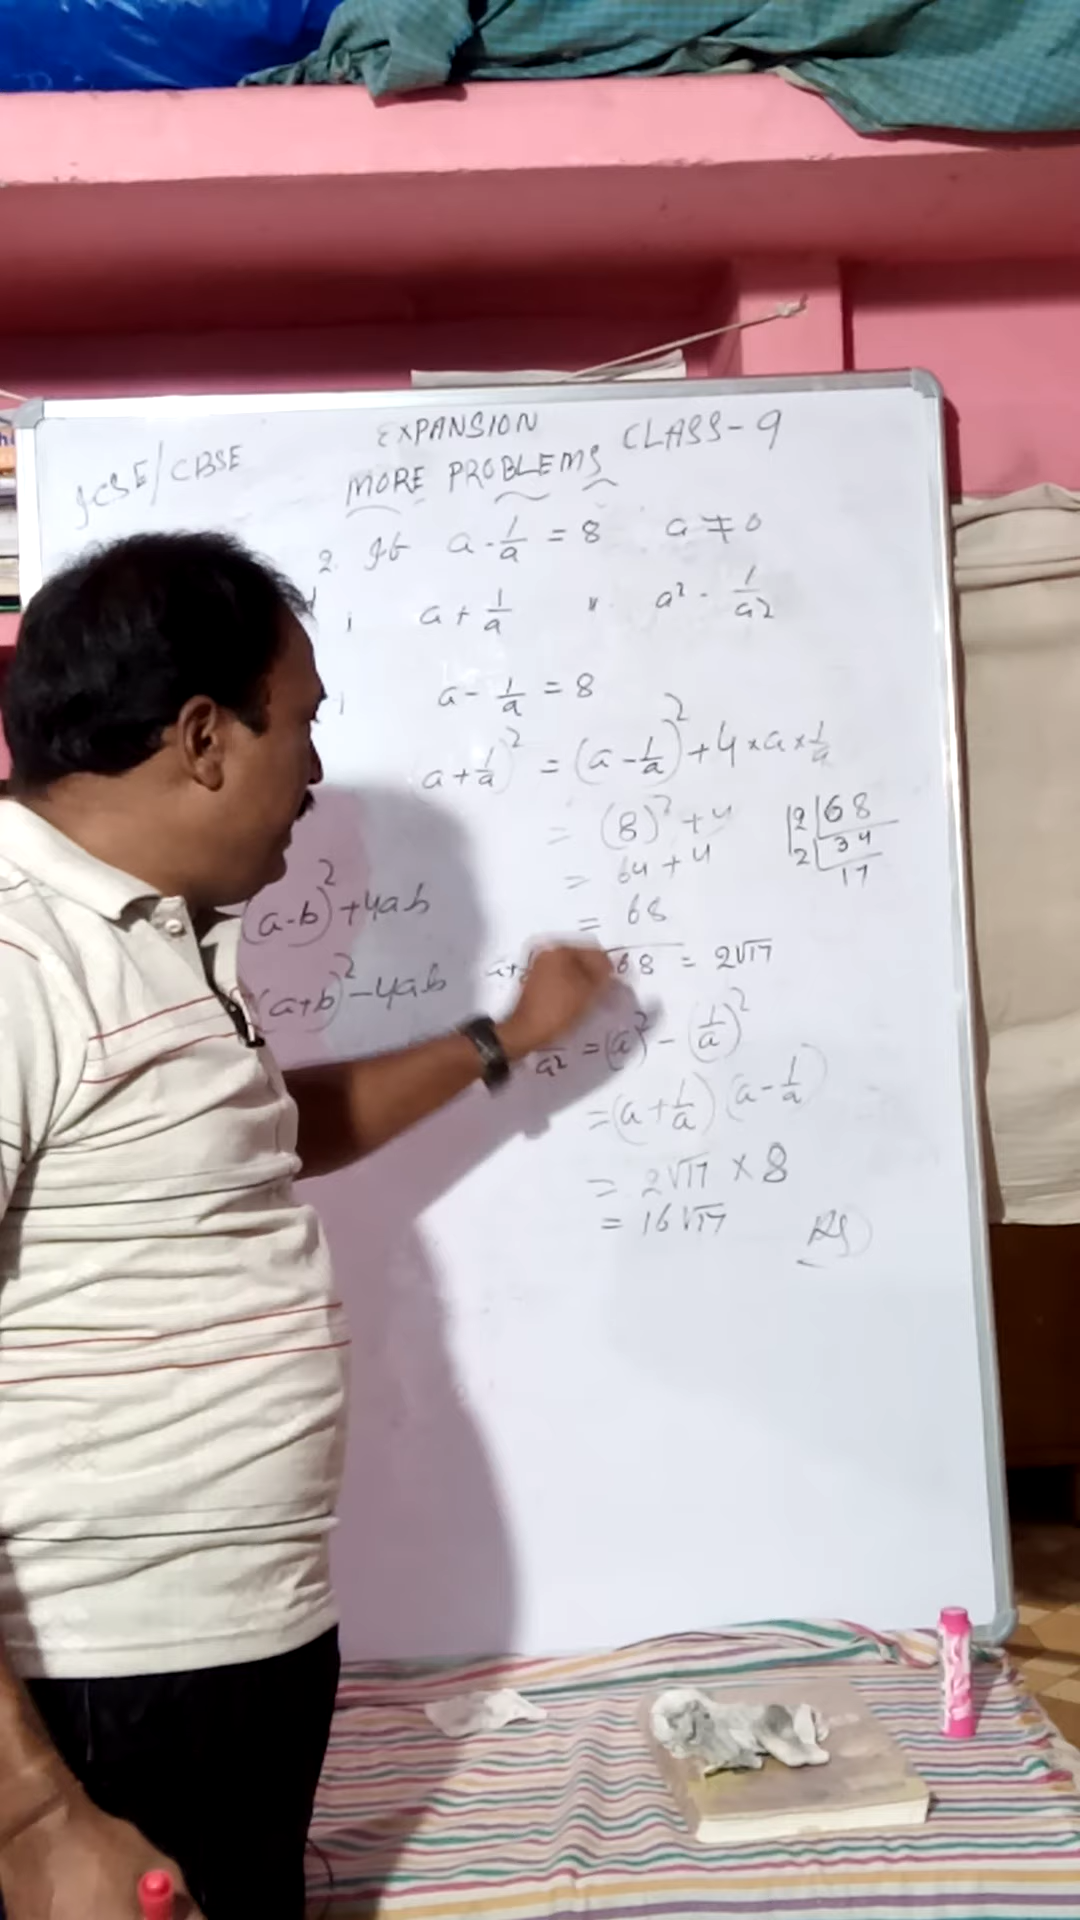 ICSE/CBSE
EXPANSION
MORE PROBLEMS CLASS-9
2. If a - 1/a = 8 a ≠ 0
i a + 1/a ii a² - 1/a2
i a - 1/a = 8
a + 1/a)² = (a - 1/a)² + 4 × a × 1/a
= (8)² + 4
= 64 + 4
= 68
2 | 68
2 | 34
17
(a-b)² + 4ab
(a+b)² - 4ab
a + 68 = 2√17
a2 = (a)² - (1/a)²
= (a + 1/a) (a - 1/a)
= 2√17 × 8
= 16√17